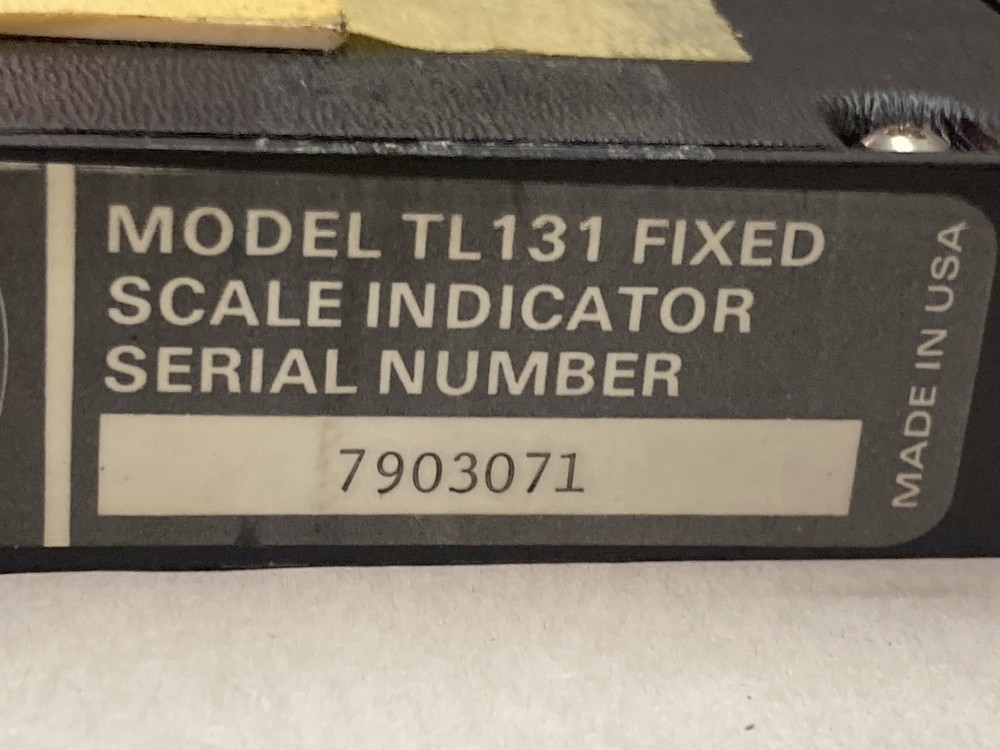 MODEL TL131 FIXED
SCALE INDICATOR
SERIAL NUMBER
7903071
MADE IN USA